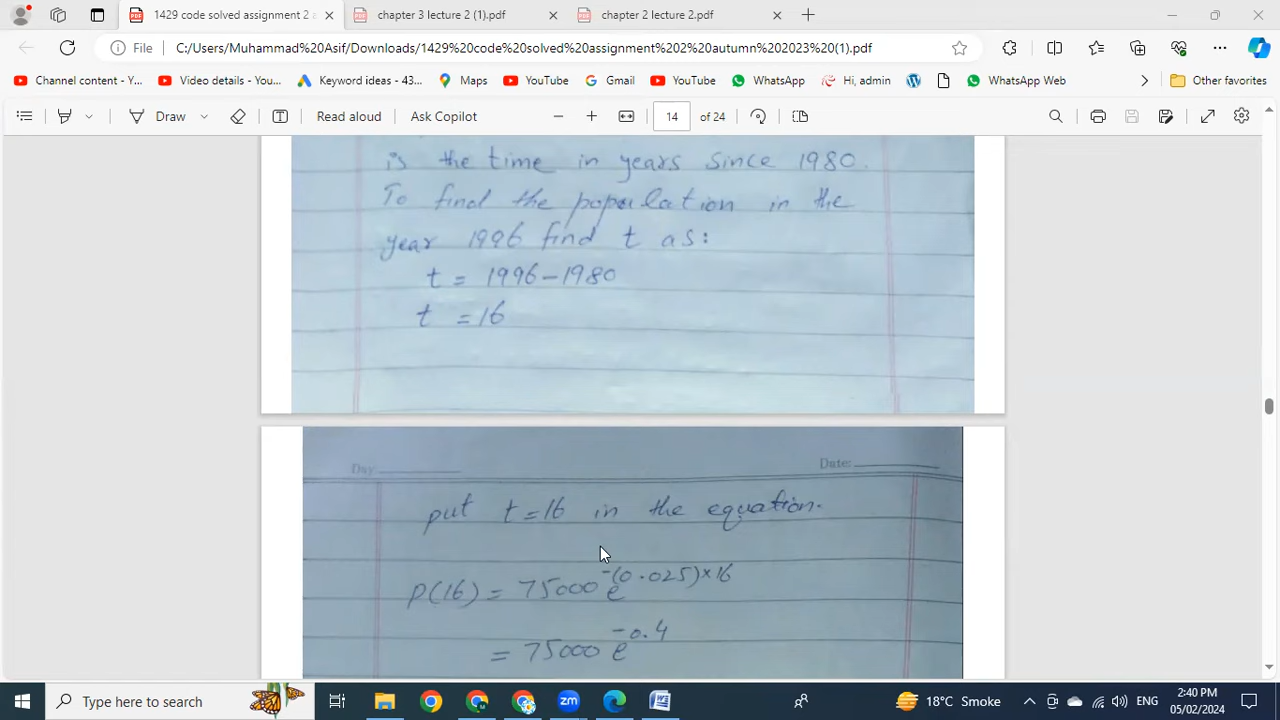 1429 code solved assignment 2 a
chapter 3 lecture 2 (1).pdf
chapter 2 lecture 2.pdf
File
C:/Users/Muhammad%20Asif/Downloads/1429%20code%20solved%20assignment%202%20autumn%202023%20(1).pdf
Channel content - Y...
Video details - You...
Keyword ideas - 43...
Maps
YouTube
Gmail
YouTube
WhatsApp
Hi, admin
WhatsApp Web
Other favorites
Draw
Read aloud
Ask Copilot
14 of 24
is the time in years since 1980.
To find the population in the
year 1996 find t as:
t = 1996-1980
t = 16
Day:
Date:
put t=16 in the equation.
P(16) = 75000 e^-(0.025)×16
= 75000 e^-0.4
Type here to search
18°C Smoke
ENG
2:40 PM
05/02/2024